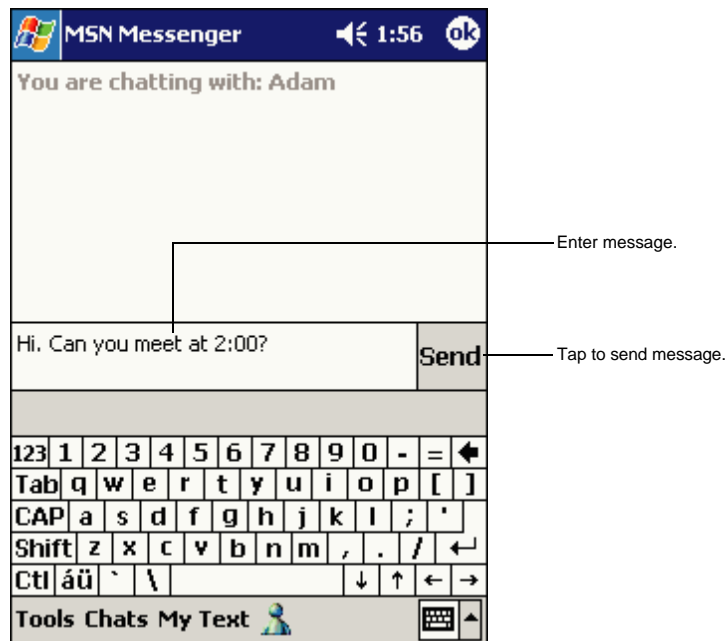 MSN Messenger 1:56 ok
You are chatting with: Adam
Enter message.
Hi. Can you meet at 2:00?
Send
Tap to send message.
123 1 2 3 4 5 6 7 8 9 0 - =
Tab q w e r t y u i o p [ ]
CAP a s d f g h j k l ; '
Shift z x c v b n m , . /
Ctl áü ` \ ↓ ↑ ← →
Tools Chats My Text